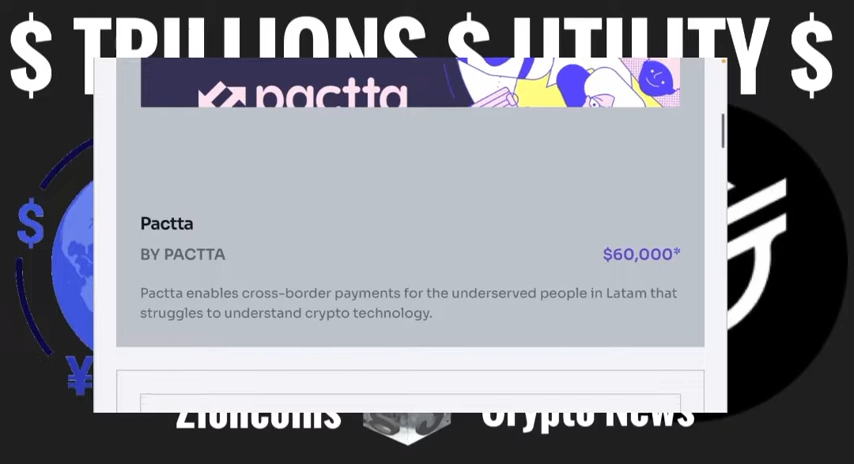 $ TRILLIONS $ UTILITY $
pactta
$
Pactta
BY PACTTA
$60,000*
Pactta enables cross-border payments for the underserved people in Latam that
struggles to understand crypto technology.
¥
Zioncoins
Crypto News